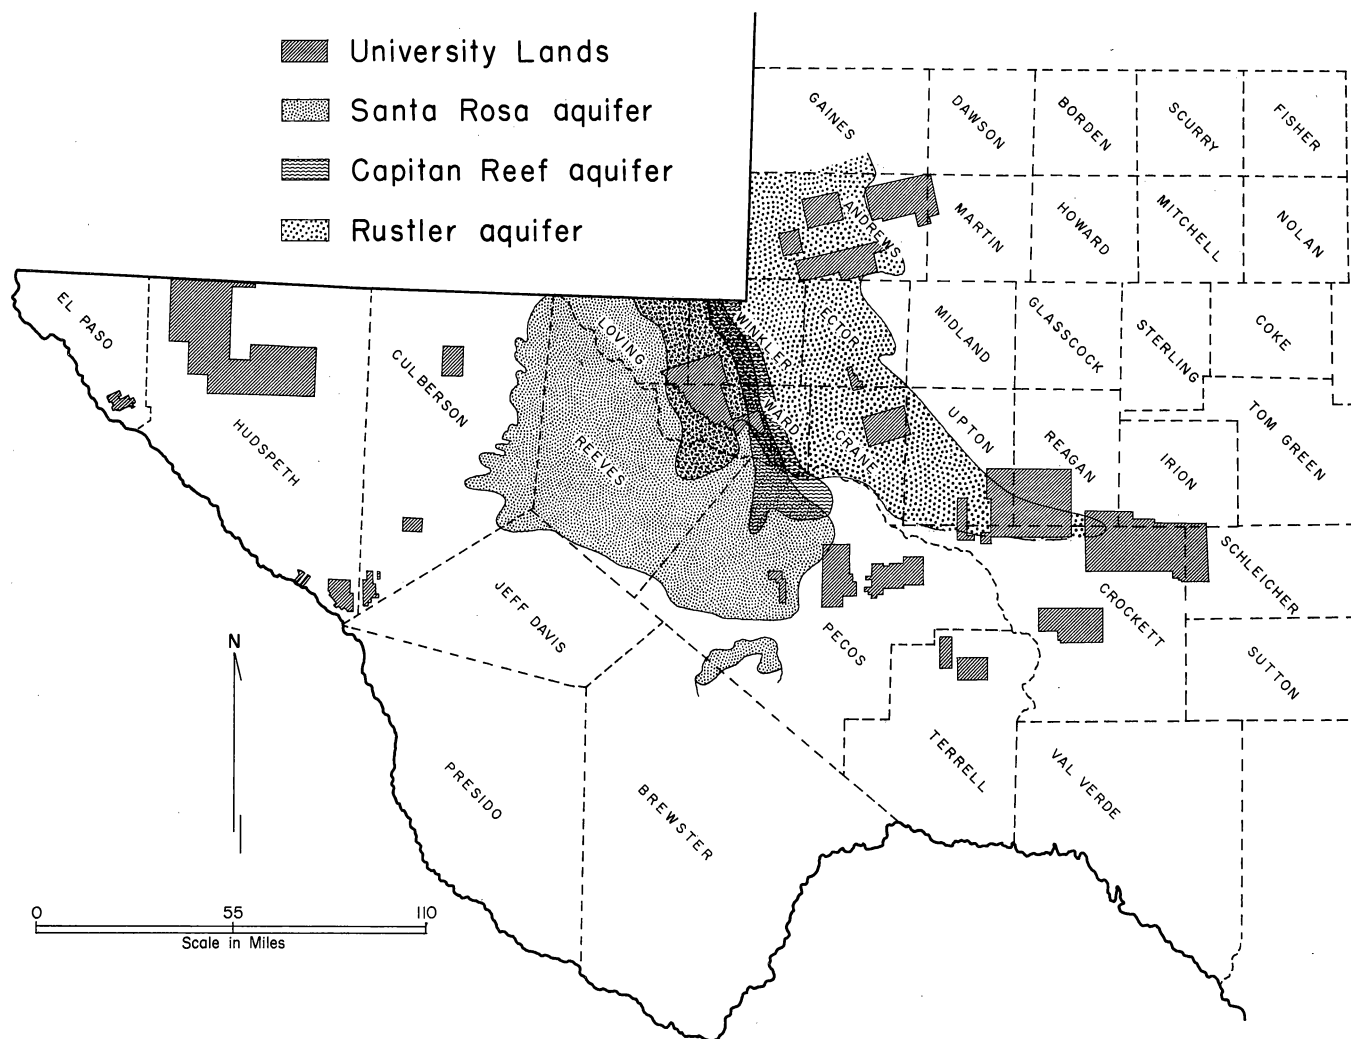 University Lands
Santa Rosa aquifer
Capitan Reef aquifer
Rustler aquifer
GAINES
DAWSON
BORDEN
SCURRY
FISHER
ANDREWS
MARTIN
HOWARD
MITCHELL
NOLAN
EL PASO
HUDSPETH
CULBERSON
LOVING
WINKLER
ECTOR
MIDLAND
GLASSCOCK
STERLING
COKE
REEVES
WARD
CRANE
UPTON
REAGAN
IRION
TOM GREEN
JEFF DAVIS
PECOS
CROCKETT
SCHLEICHER
SUTTON
PRESIDO
BREWSTER
TERRELL
VAL VERDE
N
0 55 110
Scale in Miles